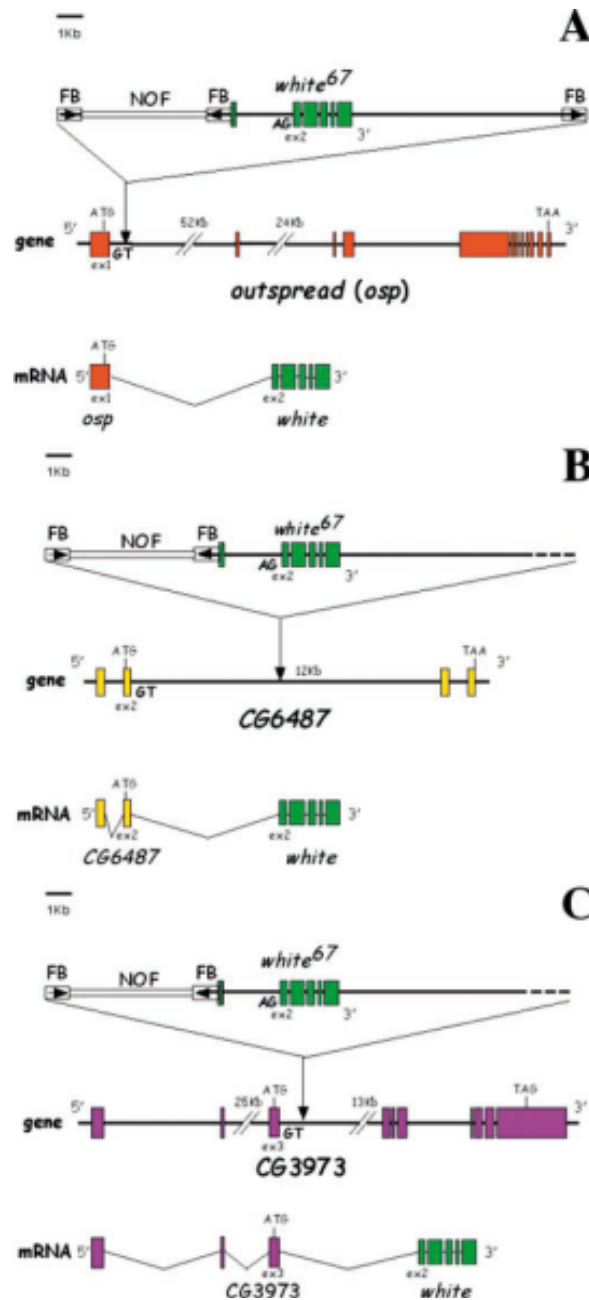 A
1Kb
FB NOF FB white67 FB
AG ex2 3'
5' ATG 52Kb 24Kb TAA 3'
gene ex1 GT
outspread (osp)
ATG
mRNA 5' ex1 ex2 3'
osp white
B
1Kb
FB NOF FB white67
AG ex2 3'
5' ATG 12Kb TAA 3'
gene ex2 GT
CG6487
ATG
mRNA 5' ex2 ex2 3'
CG6487 white
C
1Kb
FB NOF FB white67
AG ex2 3'
5' 26Kb ATG 13Kb TAG 3'
gene ex3 GT
CG3973
ATG
mRNA 5' ex3 ex2 3'
CG3973 white